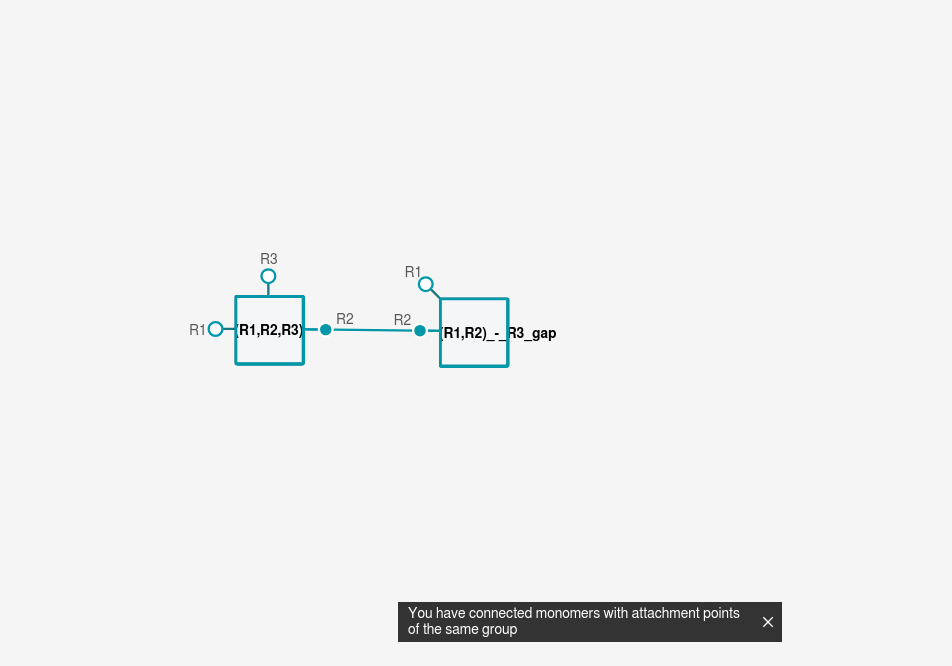 R3
R1
R1
(R1,R2,R3)
R2
R2
(R1,R2)_-_R3_gap
You have connected monomers with attachment points
of the same group